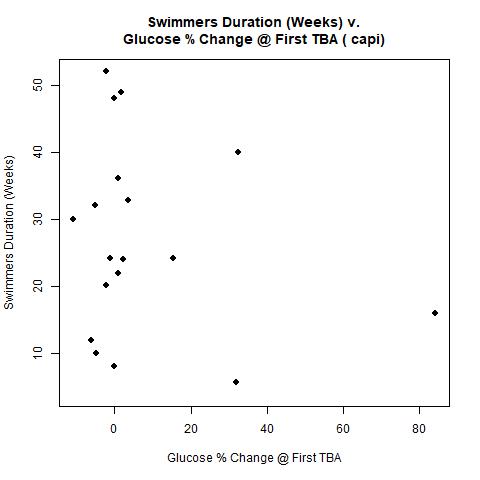 Swimmers Duration (Weeks) v.
Glucose % Change @ First TBA ( capi)
Swimmers Duration (Weeks)
50
40
30
20
10
0
20
40
60
80
Glucose % Change @ First TBA